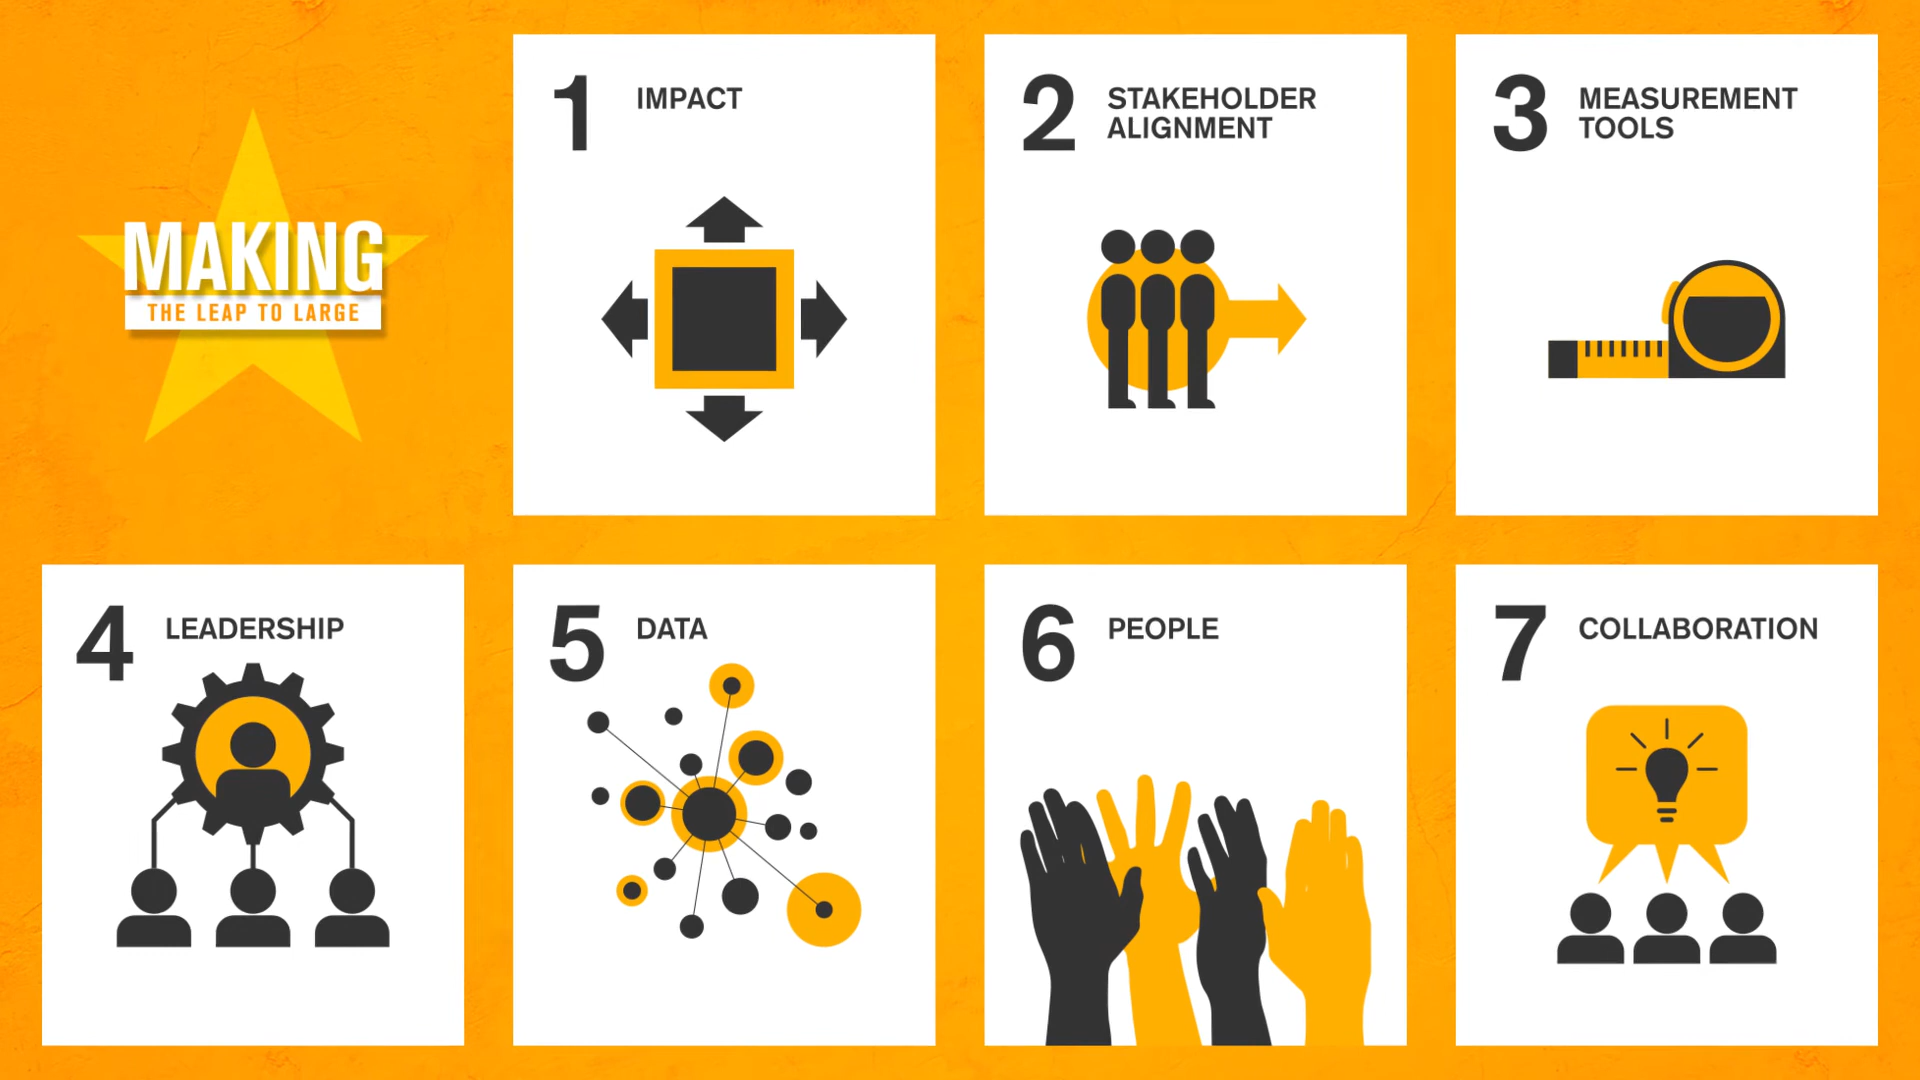 MAKING
THE LEAP TO LARGE
1 IMPACT
2 STAKEHOLDER
ALIGNMENT
3 MEASUREMENT
TOOLS
4 LEADERSHIP
5 DATA
6 PEOPLE
7 COLLABORATION